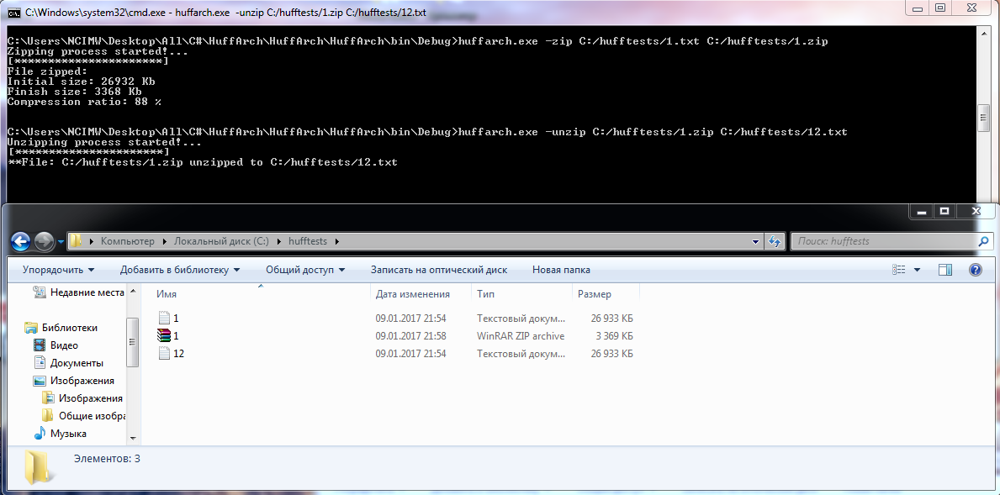 C:\Windows\system32\cmd.exe - huffarch.exe  -unzip C:/hufftests/1.zip C:/hufftests/12.txt
C:\Users\NCIMW\Desktop\All\C#\HuffArch\HuffArch\HuffArch\bin\Debug>huffarch.exe -zip C:/hufftests/1.txt C:/hufftests/1.zip
Zipping process started!...
[**********************]
File zipped:
Initial size: 26932 Kb
Finish size: 3368 Kb
Compression ratio: 88 %
C:\Users\NCIMW\Desktop\All\C#\HuffArch\HuffArch\HuffArch\bin\Debug>huffarch.exe -unzip C:/hufftests/1.zip C:/hufftests/12.txt
Unzipping process started!...
[**********************]
**File: C:/hufftests/1.zip unzipped to C:/hufftests/12.txt
Компьютер Локальный диск (C:) hufftests Поиск: hufftests
Упорядочить Добавить в библиотеку Общий доступ Записать на оптический диск Новая папка
Недавние места
Библиотеки
Видео
Документы
Изображения
Изображения
Общие изобра
Музыка
Имя Дата изменения Тип Размер
1 09.01.2017 21:54 Текстовый докум... 26 933 КБ
1 09.01.2017 21:58 WinRAR ZIP archive 3 369 КБ
12 09.01.2017 21:54 Текстовый докум... 26 933 КБ
Элементов: 3